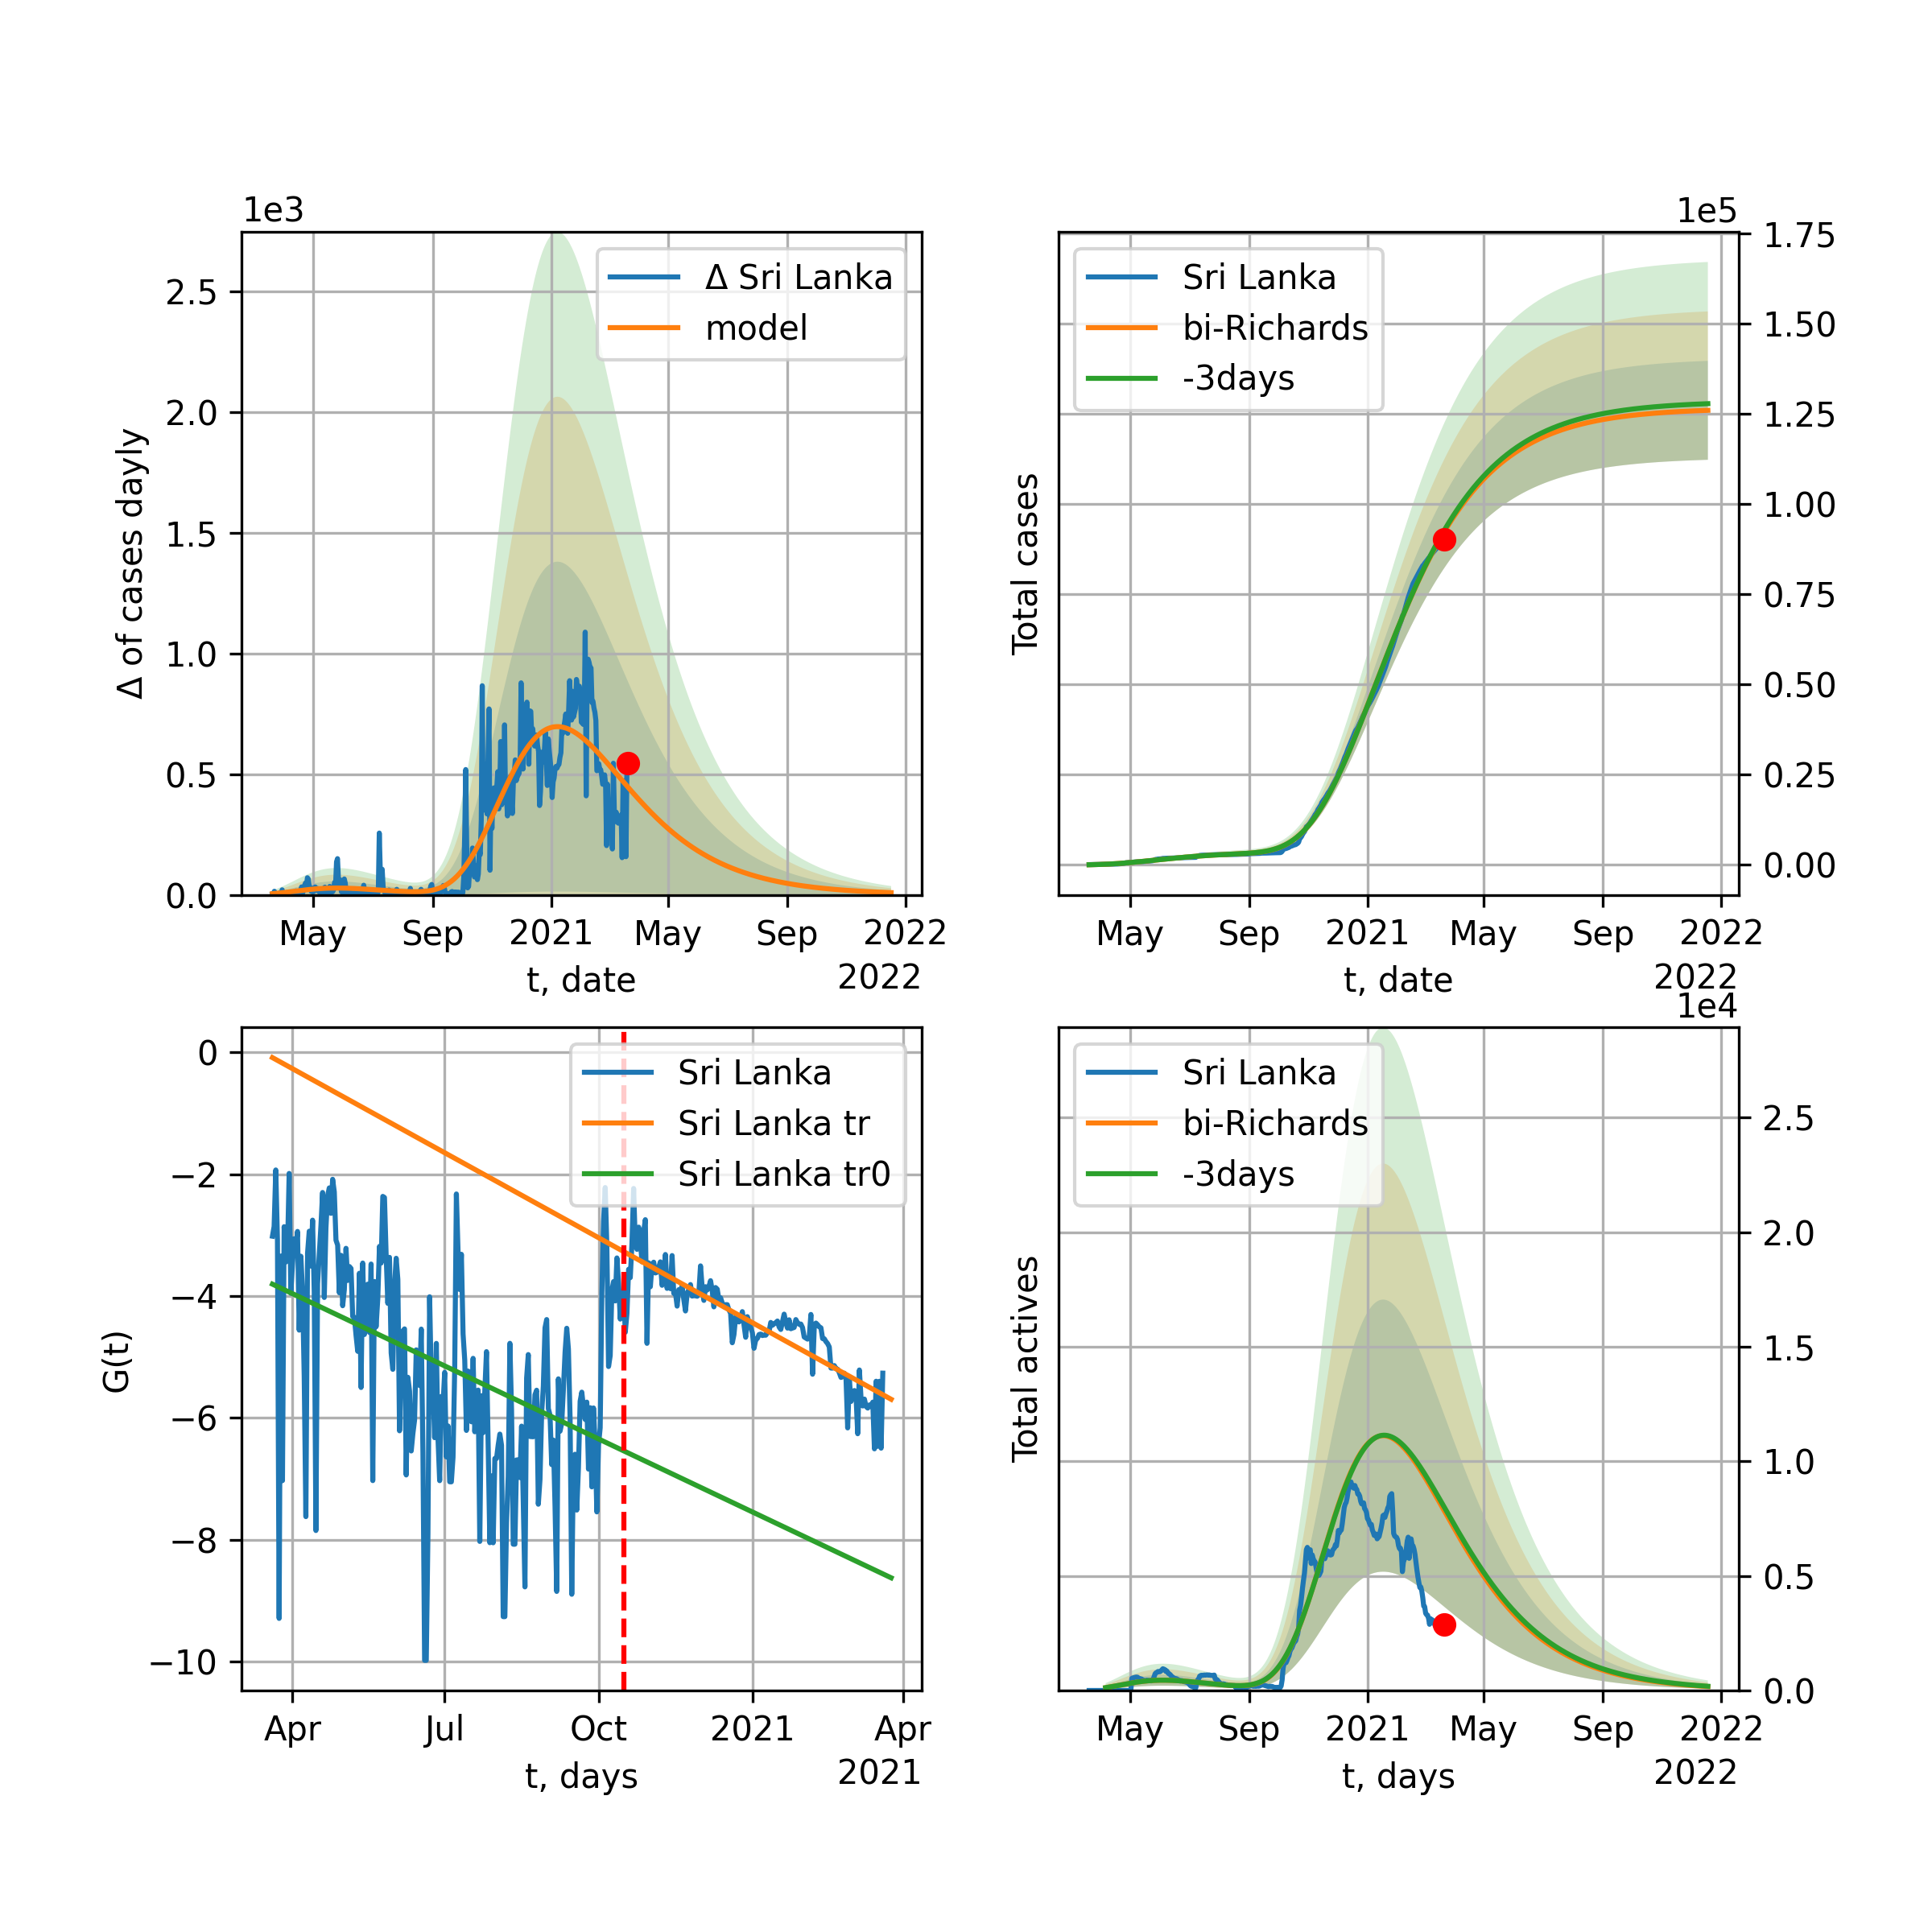 1e3
2.5
2.0
1.5
1.0
0.5
0.0
Δ of cases dayly
Δ Sri Lanka
model
May Sep 2021 May Sep 2022
t, date
2022
1e5
1.75
1.50
1.25
1.00
0.75
0.50
0.25
0.00
Total cases
Sri Lanka
bi-Richards
-3days
May Sep 2021 May Sep 2022
t, date
2022
0
−2
−4
−6
−8
−10
G(t)
Sri Lanka
Sri Lanka tr
Sri Lanka tr0
Apr Jul Oct 2021 Apr
t, days
2021
1e4
2.5
2.0
1.5
1.0
0.5
0.0
Total actives
Sri Lanka
bi-Richards
-3days
May Sep 2021 May Sep 2022
t, days
2022